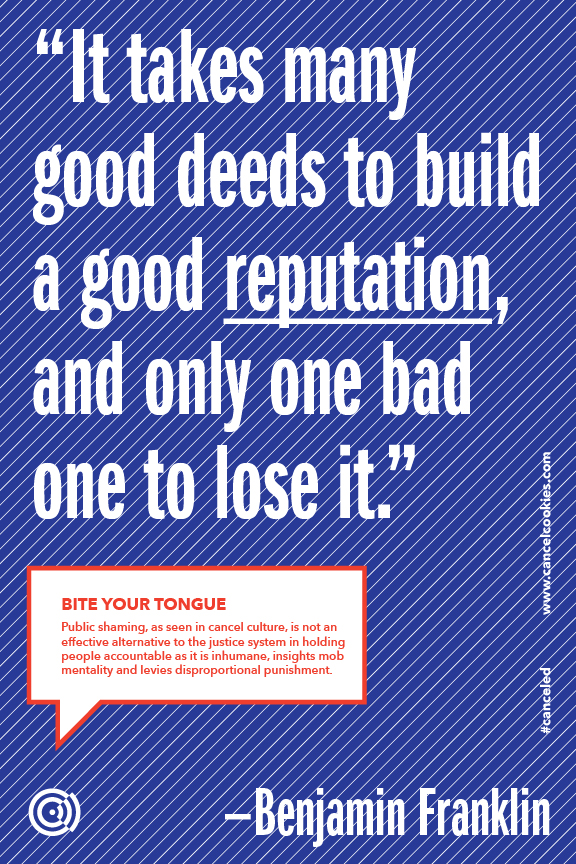 “It takes many
good deeds to build
a good reputation,
and only one bad
one to lose it.”
BITE YOUR TONGUE
Public shaming, as seen in cancel culture, is not an
effective alternative to the justice system in holding
people accountable as it is inhumane, insights mob
mentality and levies disproportional punishment.
#canceled
www.cancelcookies.com
–Benjamin Franklin